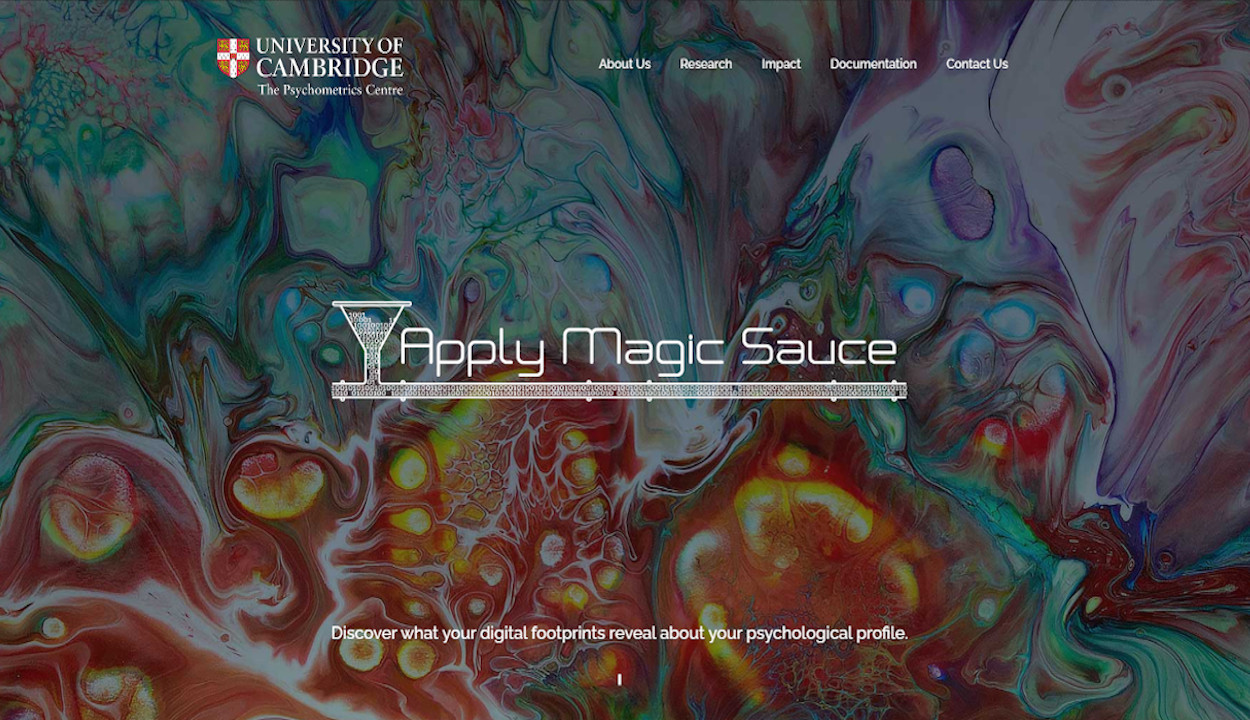 UNIVERSITY OF
CAMBRIDGE
The Psychometrics Centre
About Us
Research
Impact
Documentation
Contact Us
Apply Magic Sauce
Discover what your digital footprints reveal about your psychological profile.